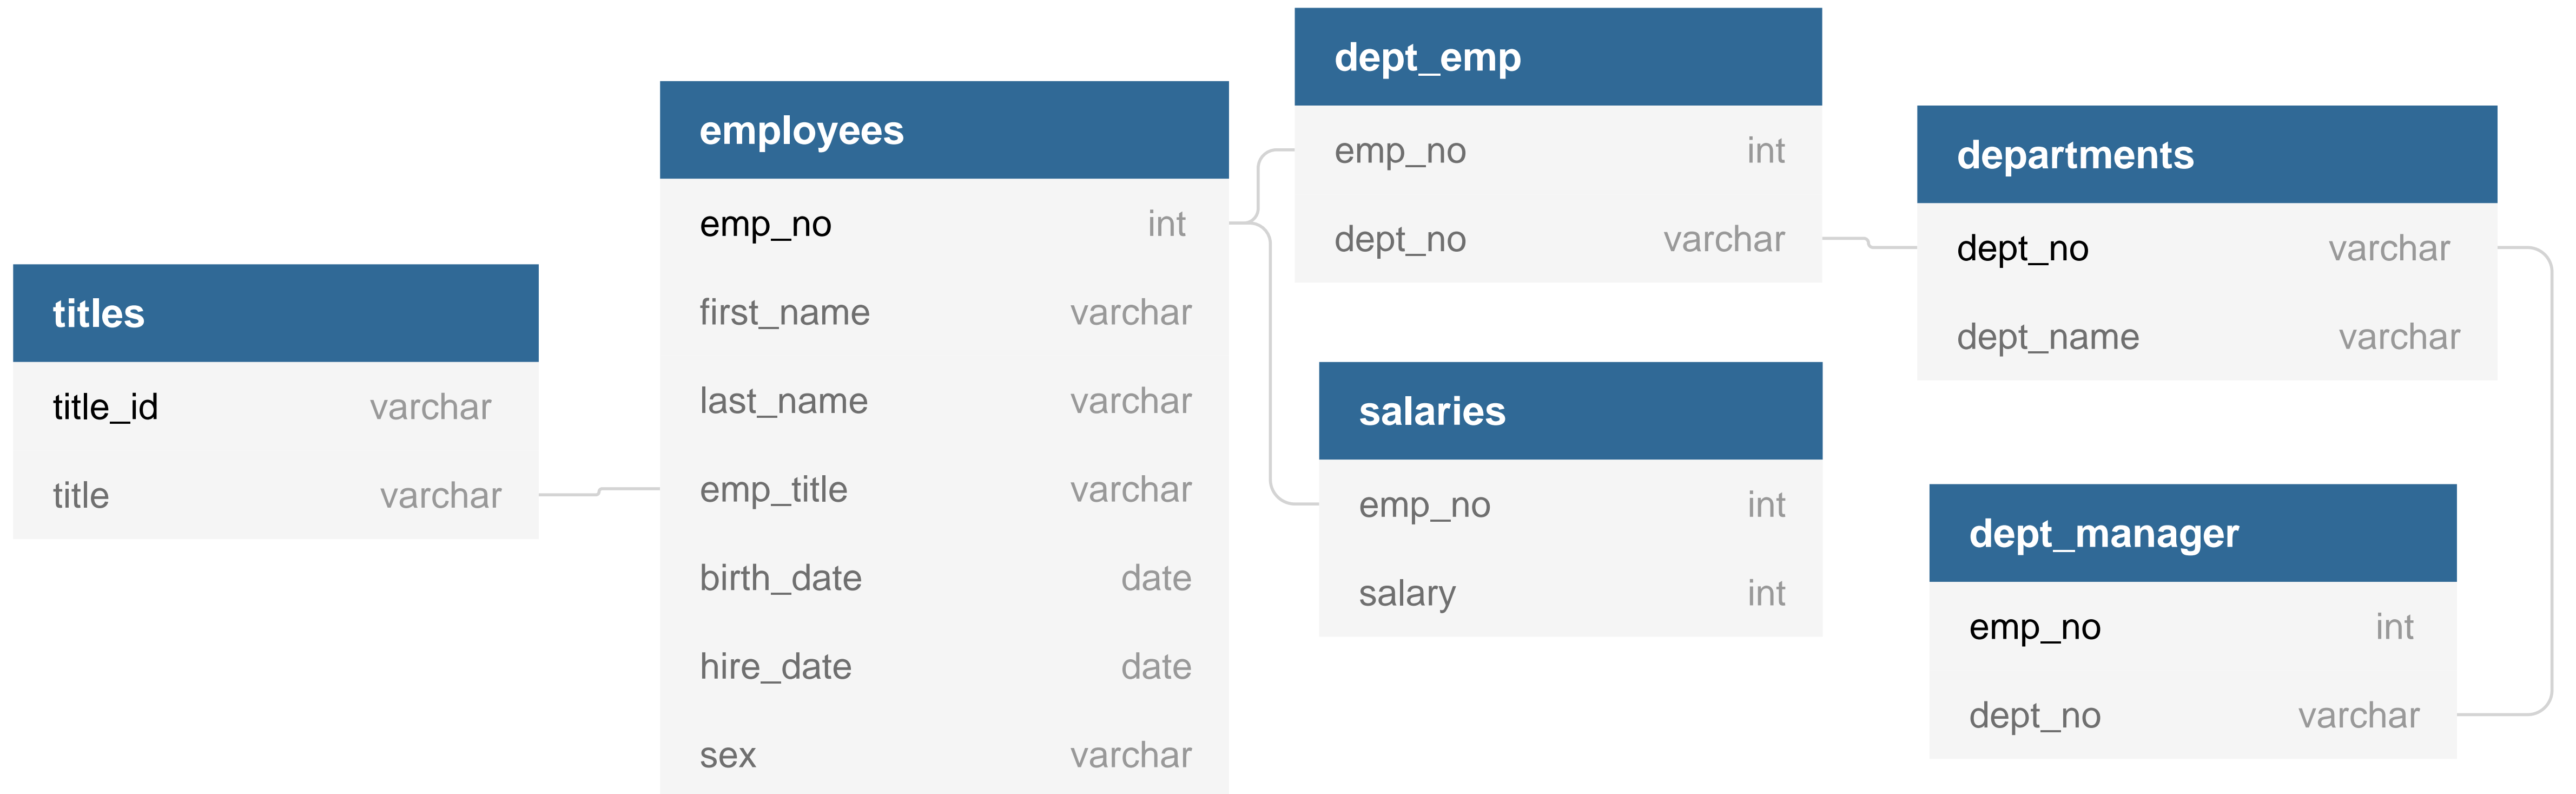 titles
title_id varchar
title varchar
employees
emp_no int
first_name varchar
last_name varchar
emp_title varchar
birth_date date
hire_date date
sex varchar
dept_emp
emp_no int
dept_no varchar
salaries
emp_no int
salary int
departments
dept_no varchar
dept_name varchar
dept_manager
emp_no int
dept_no varchar